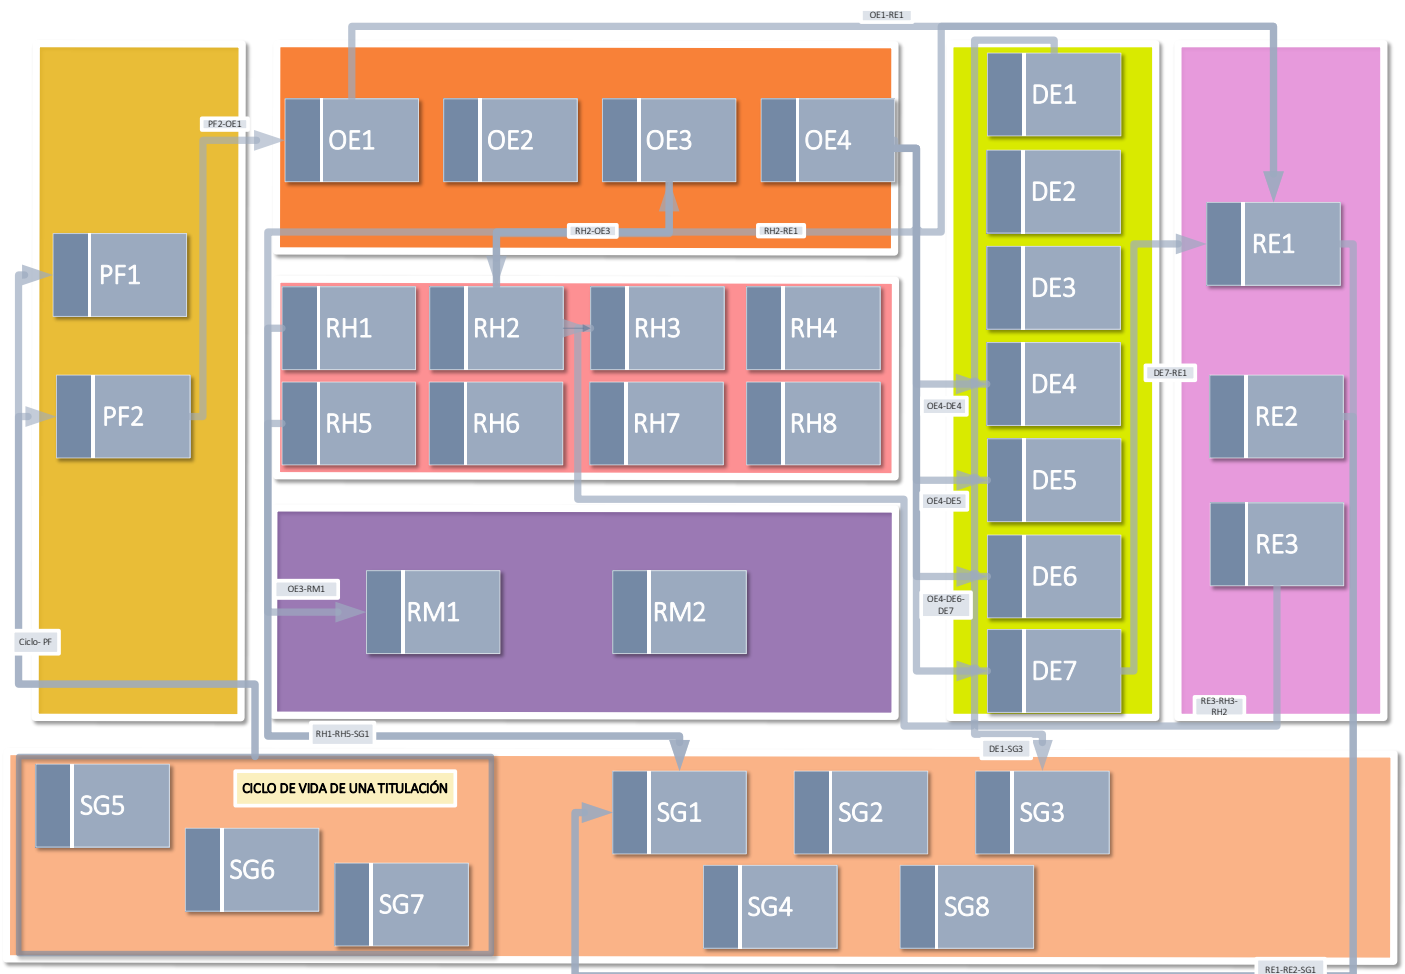 OE1-RE1
PF2-OE1
OE1
OE2
OE3
OE4
DE1
DE2
DE3
DE4
DE5
DE6
DE7
RE1
RE2
RE3
PF1
PF2
RH2-OE3
RH2-RE1
RH1
RH2
RH3
RH4
RH5
RH6
RH7
RH8
DE7-RE1
OE4-DE4
OE4-DE5
OE4-DE6-
DE7
OE3-RM1
RM1
RM2
Ciclo- PF
RE3-RH3-
RH2
RH1-RH5-SG1
DE1-SG3
CICLO DE VIDA DE UNA TITULACIÓN
SG5
SG6
SG7
SG1
SG2
SG3
SG4
SG8
RE1-RE2-SG1